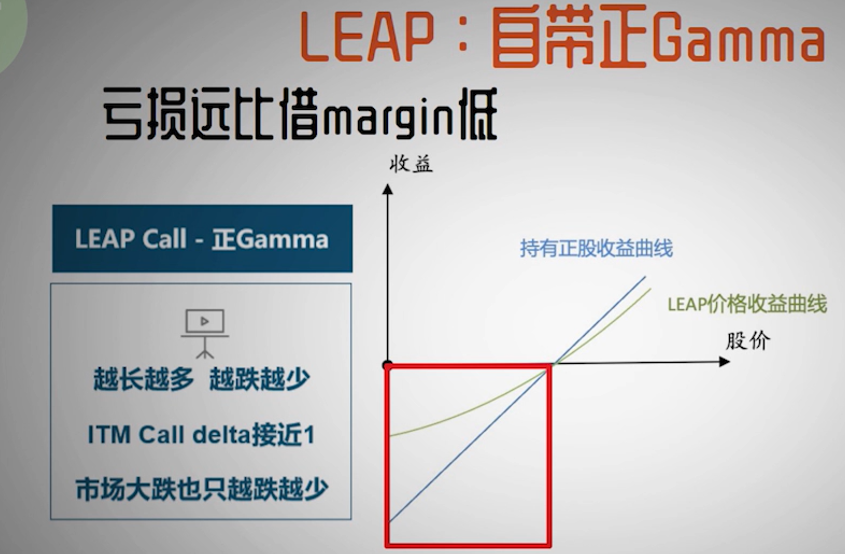 LEAP：自带正Gamma
亏损远比借margin低
收益
LEAP Call - 正Gamma
持有正股收益曲线
LEAP价格收益曲线
股价
越长越多 越跌越少
ITM Call delta接近1
市场大跌也只越跌越少